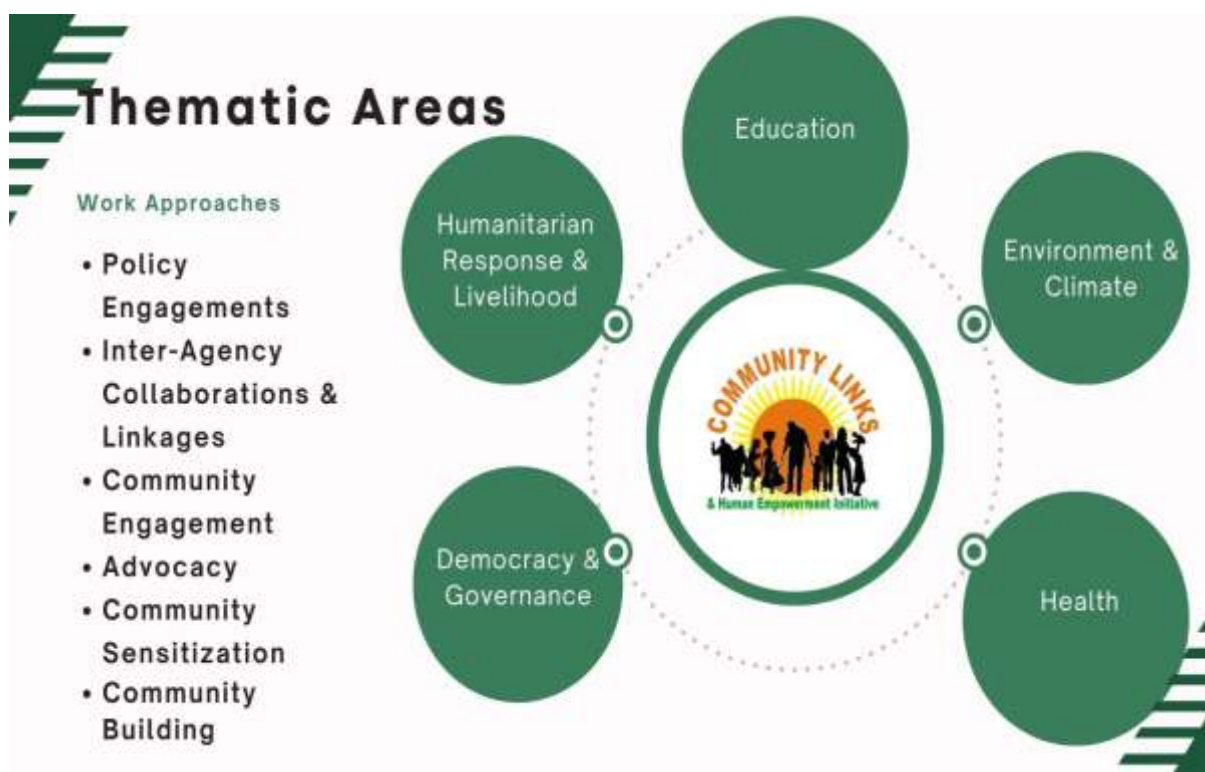 Thematic Areas
Work Approaches
• Policy
Engagements
• Inter-Agency
Collaborations &
Linkages
• Community
Engagement
• Advocacy
• Community
Sensitization
• Community
Building
Education
Humanitarian
Response &
Livelihood
Environment &
Climate
Democracy &
Governance
Health
COMMUNITY LINKS
& Human Empowerment Initiative